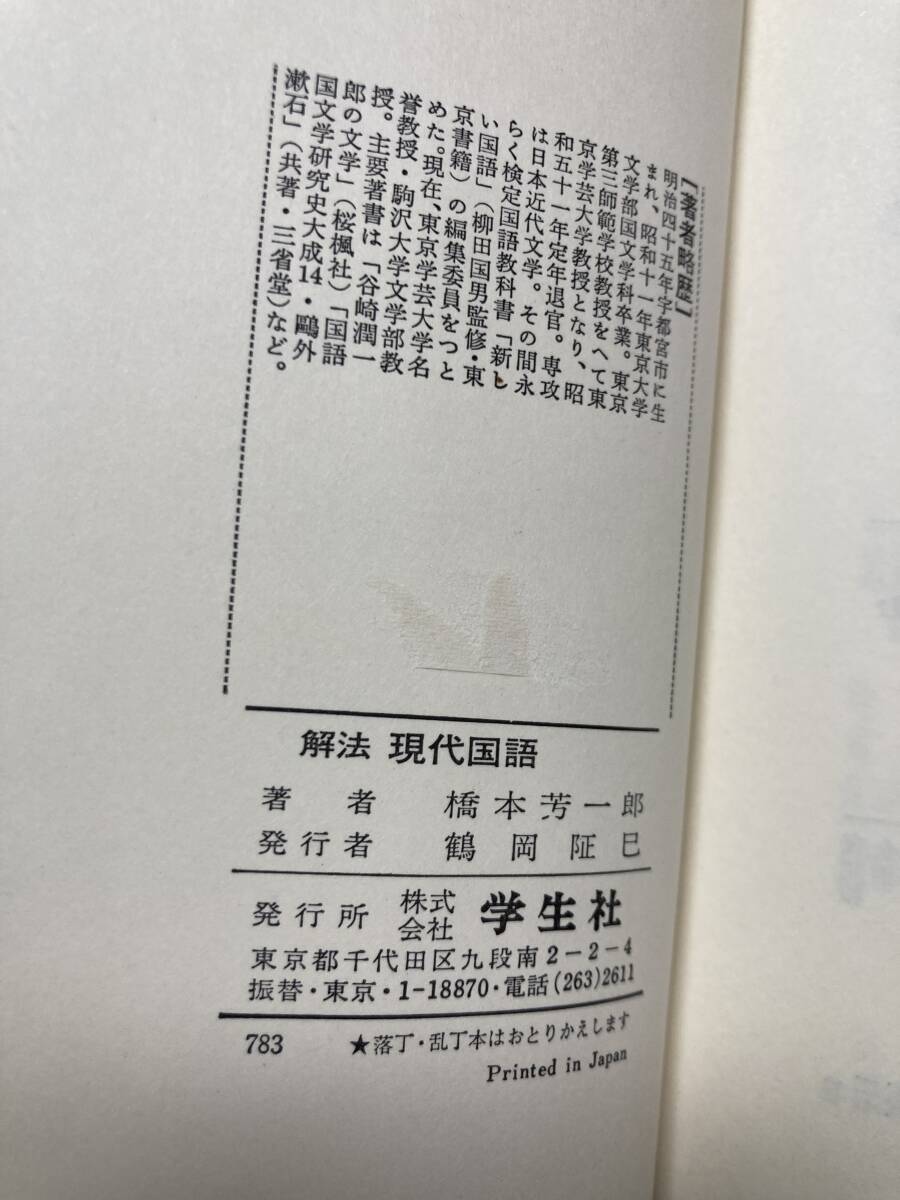 [著者略歴]
明治四十五年宇都宮市に生
まれ、昭和十一年東京大学
文学部国文学科卒業。東京
第三師範学校教授をへて東
京学芸大学教授となり、昭
和五十一年定年退官。専攻
は日本近代文学。その間永
らく検定国語教科書「新し
い国語」(柳田国男監修・東
京書籍)の編集委員をつと
めた。現在、東京学芸大学名
誉教授・駒沢大学文学部教
授。主要著書は「谷崎潤一
郎の文学」(桜楓社)「国語
国文学研究史大成14・鷗外
漱石」(共著・三省堂)など。
解法 現代国語
著者 橋本芳一郎
発行者 鶴岡阷巳
発行所 株式会社 学生社
東京都千代田区九段南2-2-4
振替・東京・1-18870・電話(263)2611
783 ★落丁・乱丁本はおとりかえします
Printed in Japan